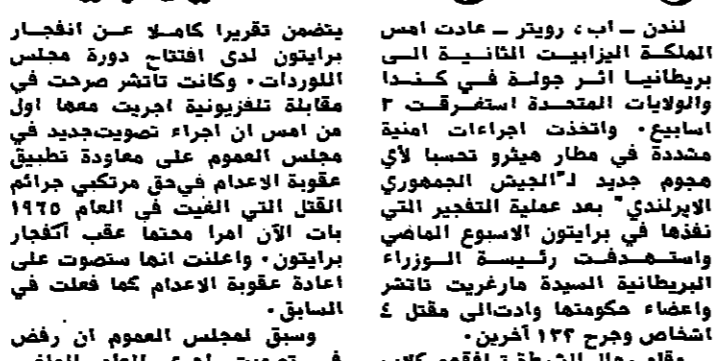 لندن ــ أب، رويتر ــ عادت امس
الملكة اليزابيت الثانية الى
بريطانيا اثر جولة في كندا
والولايات المتحدة استغرقت ٣
اسابيع. واتخذت اجراءات امنية
مشددة في مطار هيثرو تحسبا لأي
هجوم جديد لـ"الجيش الجمهوري
الايرلندي" بعد عملية التفجير التي
نفذها في برايتون الاسبوع الماضي
واستهدفت رئيسة الوزراء
البريطانية السيدة مارغريت تاتشر
واعضاء حكومتها وادت الى مقتل ٤
اشخاص وجرح ١٣٢ آخرين.
يتضمن تقريرا كاملا عن انفجار
برايتون لدى افتتاح دورة مجلس
اللوردات. وكانت تاتشر صرحت في
مقابلة تلفزيونية اجريت معها اول
من امس ان اجراء تصويت جديد في
مجلس العموم على معاودة تطبيق
عقوبة الاعدام في حق مرتكبي جرائم
القتل التي الغيت في العام ١٩٦٥
بات الآن امرا محتما عقب انفجار
برايتون. واعلنت انها ستصوت على
اعادة عقوبة الاعدام كما فعلت في
السابق.
وسبق لمجلس العموم ان رفض